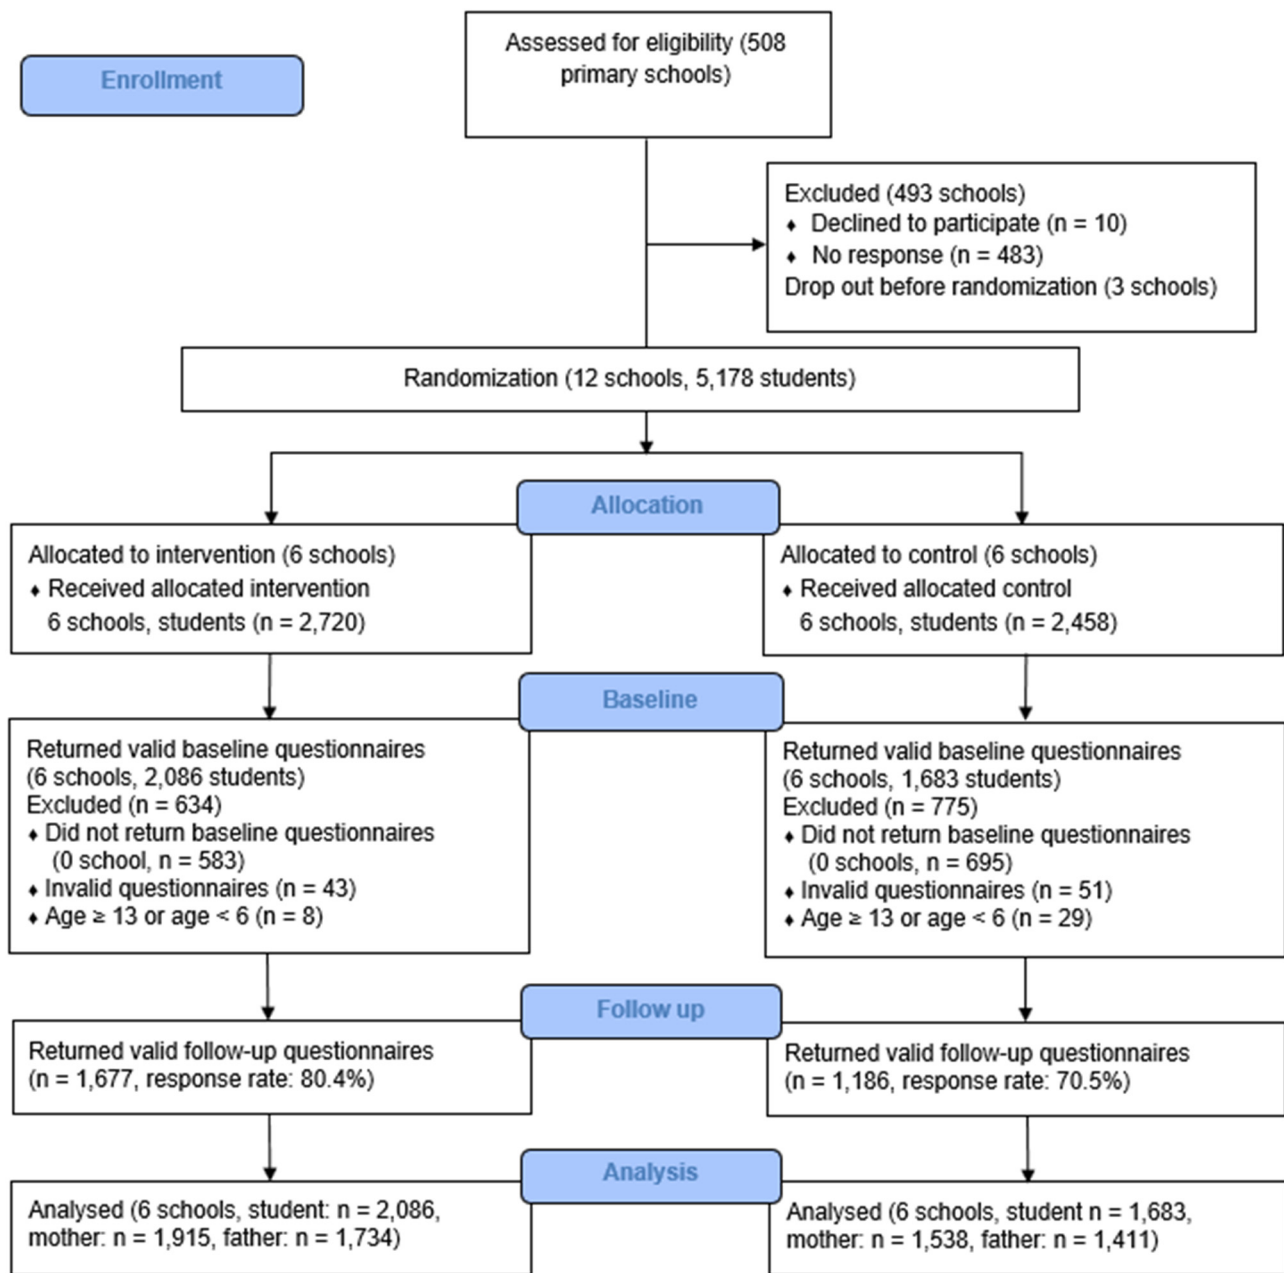 Enrollment
Assessed for eligibility (508
primary schools)
Excluded (493 schools)
♦ Declined to participate (n = 10)
♦ No response (n = 483)
Drop out before randomization (3 schools)
Randomization (12 schools, 5,178 students)
Allocation
Allocated to intervention (6 schools)
♦ Received allocated intervention
6 schools, students (n = 2,720)
Allocated to control (6 schools)
♦ Received allocated control
6 schools, students (n = 2,458)
Baseline
Returned valid baseline questionnaires
(6 schools, 2,086 students)
Excluded (n = 634)
♦ Did not return baseline questionnaires
(0 school, n = 583)
♦ Invalid questionnaires (n = 43)
♦ Age ≥ 13 or age < 6 (n = 8)
Returned valid baseline questionnaires
(6 schools, 1,683 students)
Excluded (n = 775)
♦ Did not return baseline questionnaires
(0 schools, n = 695)
♦ Invalid questionnaires (n = 51)
♦ Age ≥ 13 or age < 6 (n = 29)
Follow up
Returned valid follow-up questionnaires
(n = 1,677, response rate: 80.4%)
Returned valid follow-up questionnaires
(n = 1,186, response rate: 70.5%)
Analysis
Analysed (6 schools, student: n = 2,086,
mother: n = 1,915, father: n = 1,734)
Analysed (6 schools, student n = 1,683,
mother: n = 1,538, father: n = 1,411)